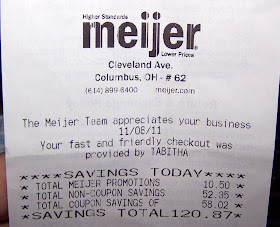 Higher Standards
meijer
Lower Prices
Cleveland Ave.
Columbus, OH - # 62
(614) 899-6400 meijer.com
The Meijer Team appreciates your business
11/06/11
Your fast and friendly checkout was
provided by TABITHA
****SAVINGS TODAY****
* TOTAL MEIJER PROMOTIONS 10.50 *
* TOTAL NON-COUPON SAVINGS 52.35 *
* TOTAL COUPON SAVINGS OF 58.02 *
*SAVINGS TOTAL120.87*